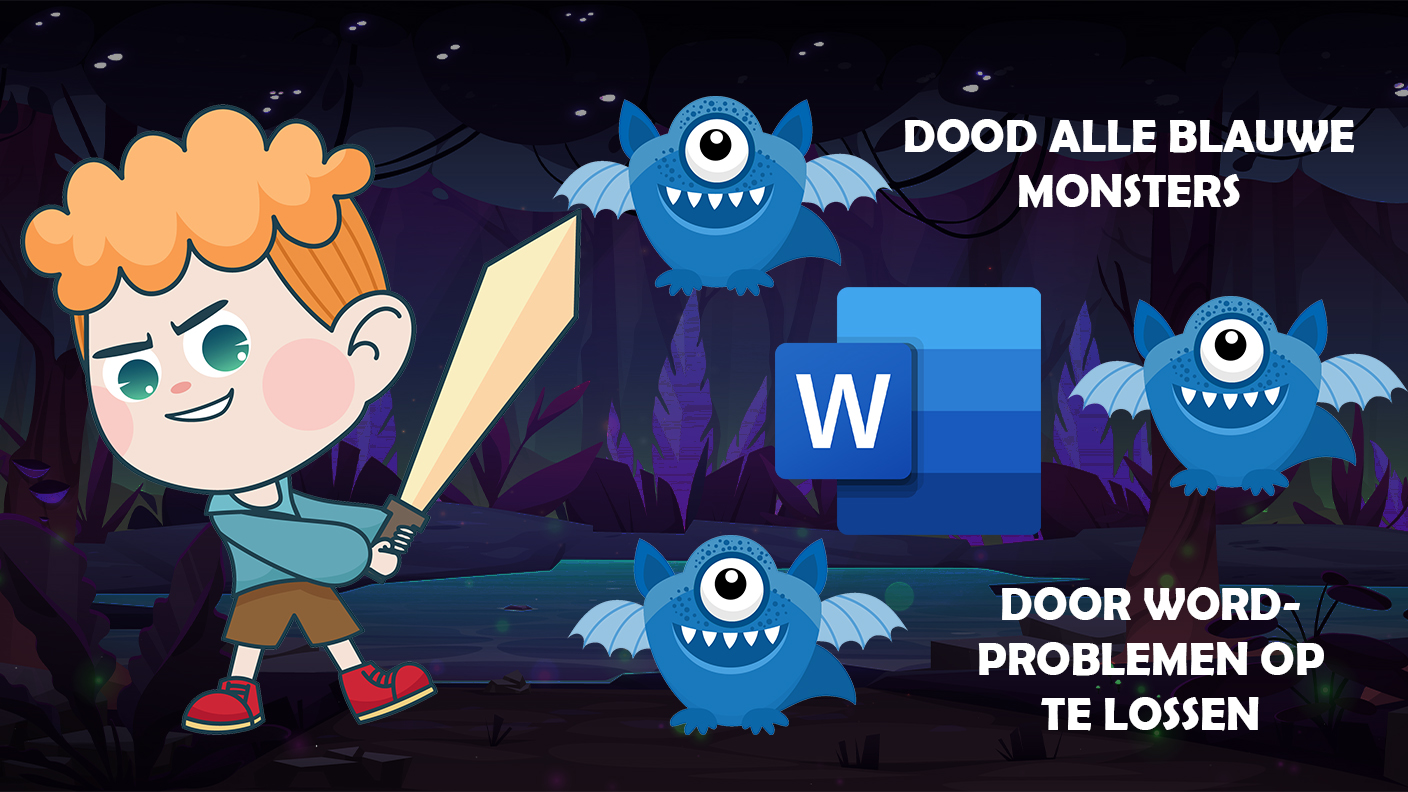 DOOD ALLE BLAUWE
MONSTERS
W
DOOR WORD-
PROBLEMEN OP
TE LOSSEN